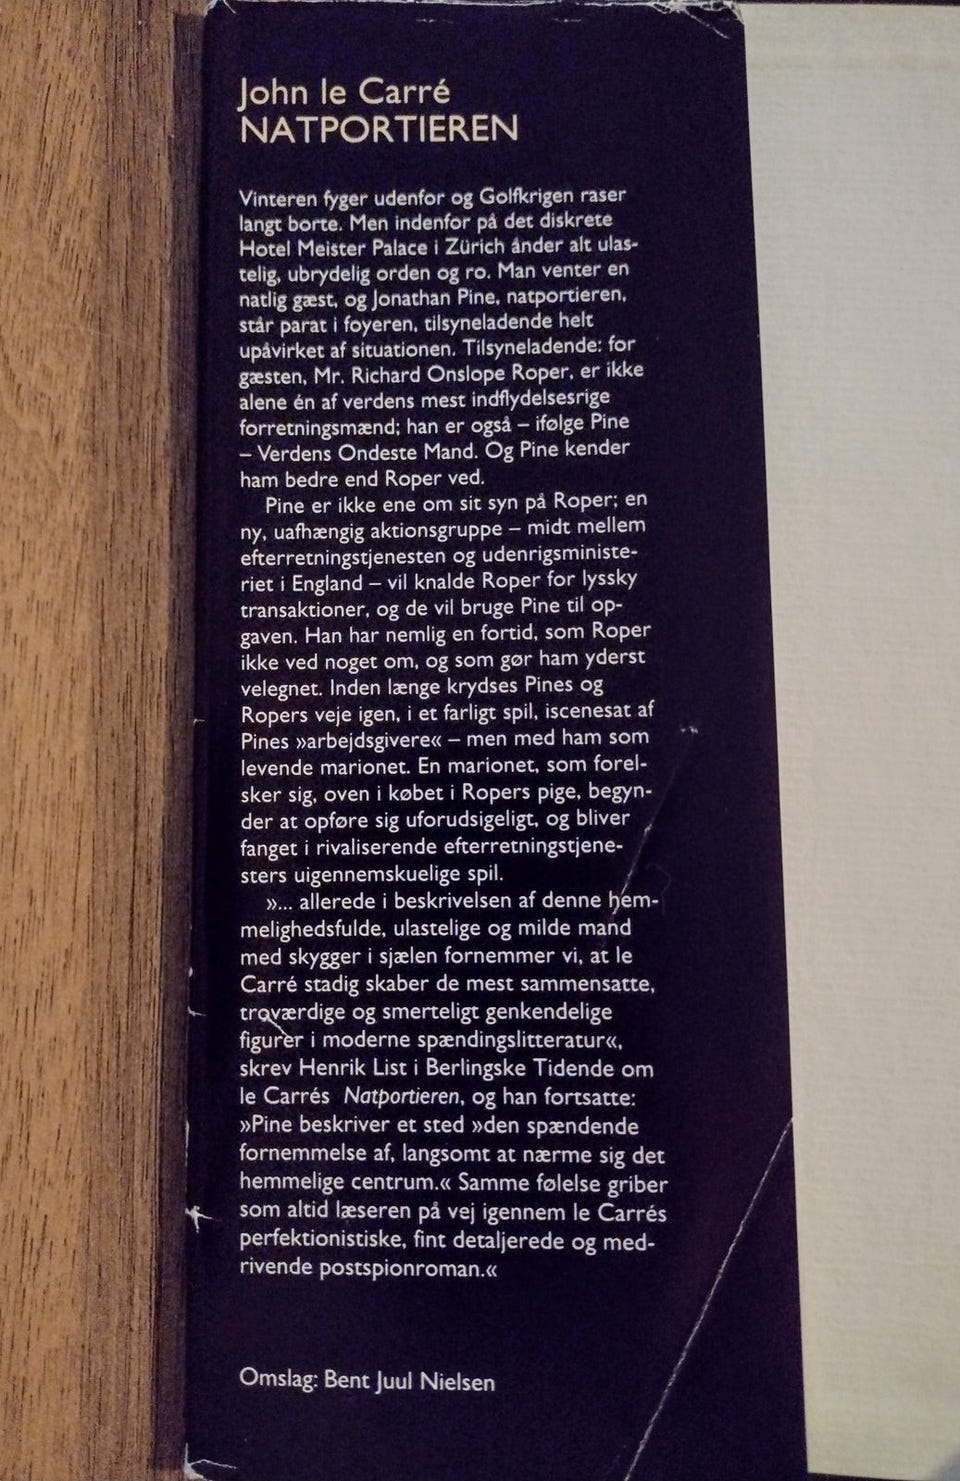 John le Carré
NATPORTIEREN
Vinteren fyger udenfor og Golfkrigen raser
langt borte. Men indenfor på det diskrete
Hotel Meister Palace i Zürich ånder alt ulas-
telig, ubrydelig orden og ro. Man venter en
natlig gæst, og Jonathan Pine, natportieren,
står parat i foyeren, tilsyneladende helt
upåvirket af situationen. Tilsyneladende: for
gæsten, Mr. Richard Onslope Roper, er ikke
alene én af verdens mest indflydelsesrige
forretningsmænd; han er også – ifølge Pine
– Verdens Ondeste Mand. Og Pine kender
ham bedre end Roper ved.
Pine er ikke ene om sit syn på Roper; en
ny, uafhængig aktionsgruppe – midt mellem
efterretningstjenesten og udenrigsministe-
riet i England – vil knalde Roper for lyssky
transaktioner, og de vil bruge Pine til op-
gaven. Han har nemlig en fortid, som Roper
ikke ved noget om, og som gør ham yderst
velegnet. Inden længe krydses Pines og
Ropers veje igen, i et farligt spil, iscenesat af
Pines »arbejdsgivere« – men med ham som
levende marionet. En marionet, som forel-
sker sig, oven i købet i Ropers pige, begyn-
der at opføre sig uforudsigeligt, og bliver
fanget i rivaliserende efterretningstjene-
sters uigennemskuelige spil.
»... allerede i beskrivelsen af denne hem-
melighedsfulde, ulastelige og milde mand
med skygger i sjælen fornemmer vi, at le
Carré stadig skaber de mest sammensatte,
troværdige og smerteligt genkendelige
figurer i moderne spændingslitteratur«,
skrev Henrik List i Berlingske Tidende om
le Carrés Natportieren, og han fortsatte:
»Pine beskriver et sted »den spændende
fornemmelse af, langsomt at nærme sig det
hemmelige centrum.« Samme følelse griber
som altid læseren på vej igennem le Carrés
perfektionistiske, fint detaljerede og med-
rivende postspionroman.«
Omslag: Bent Juul Nielsen